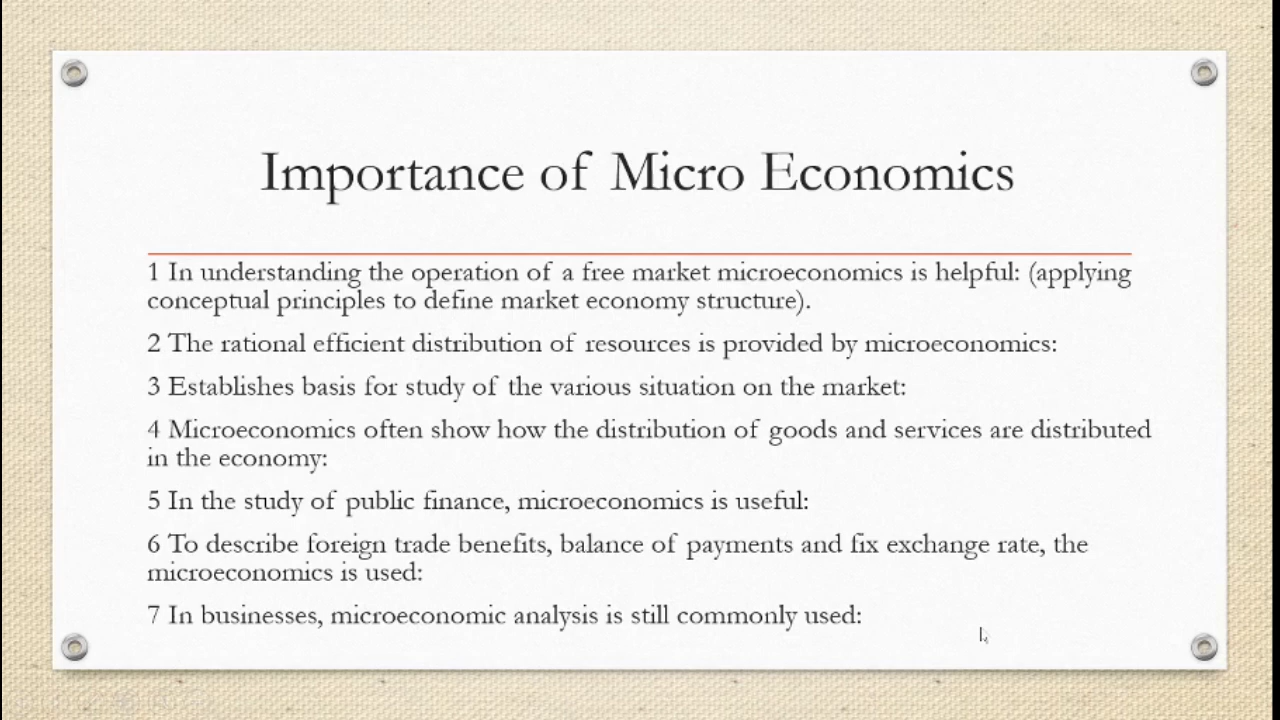 Importance of Micro Economics
1 In understanding the operation of a free market microeconomics is helpful: (applying
conceptual principles to define market economy structure).
2 The rational efficient distribution of resources is provided by microeconomics:
3 Establishes basis for study of the various situation on the market:
4 Microeconomics often show how the distribution of goods and services are distributed
in the economy:
5 In the study of public finance, microeconomics is useful:
6 To describe foreign trade benefits, balance of payments and fix exchange rate, the
microeconomics is used:
7 In businesses, microeconomic analysis is still commonly used: